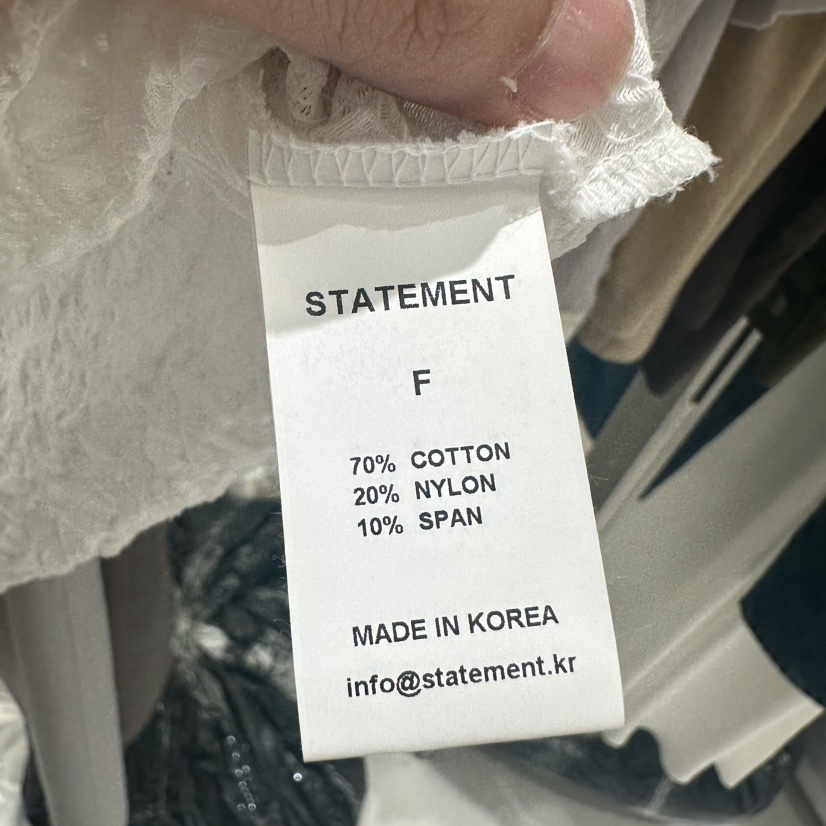 STATEMENT
F
70% COTTON
20% NYLON
10% SPAN
MADE IN KOREA
info@statement.kr